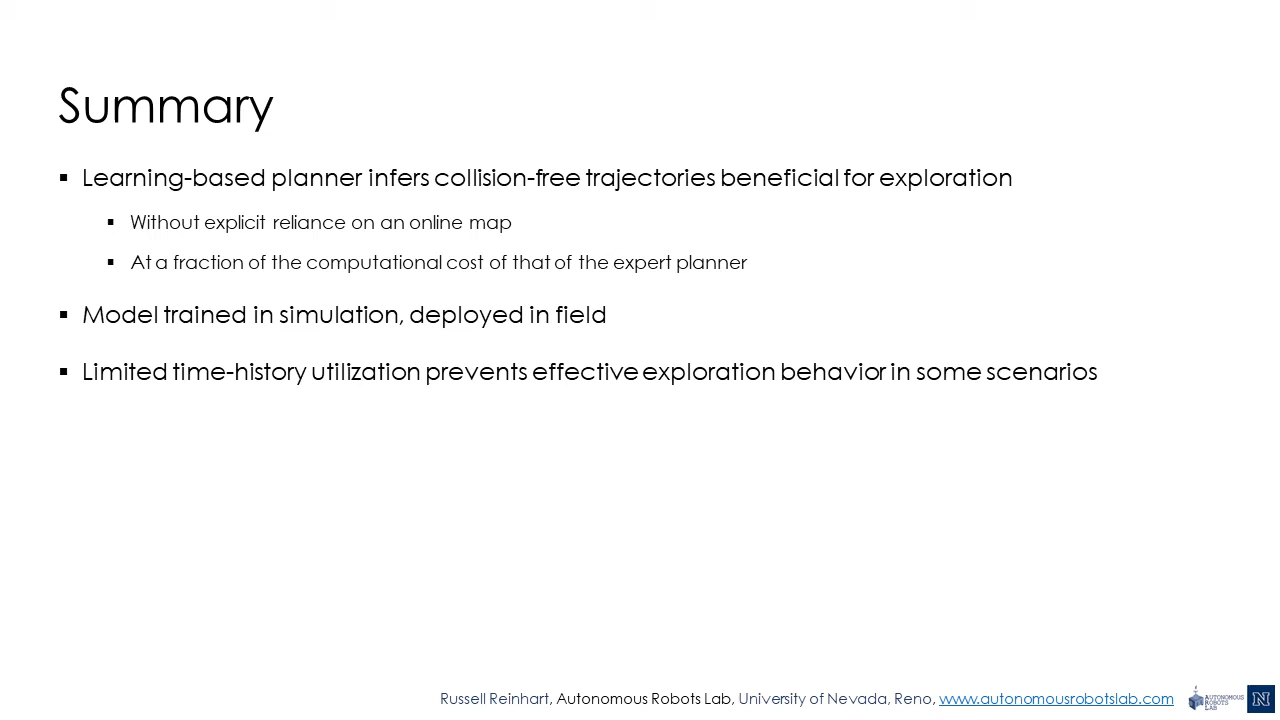 Summary
▪ Learning-based planner infers collision-free trajectories beneficial for exploration
▪ Without explicit reliance on an online map
▪ At a fraction of the computational cost of that of the expert planner
▪ Model trained in simulation, deployed in field
▪ Limited time-history utilization prevents effective exploration behavior in some scenarios
Russell Reinhart, Autonomous Robots Lab, University of Nevada, Reno, www.autonomousrobotslab.com
AUTONOMOUS
ROBOTS
LAB
N